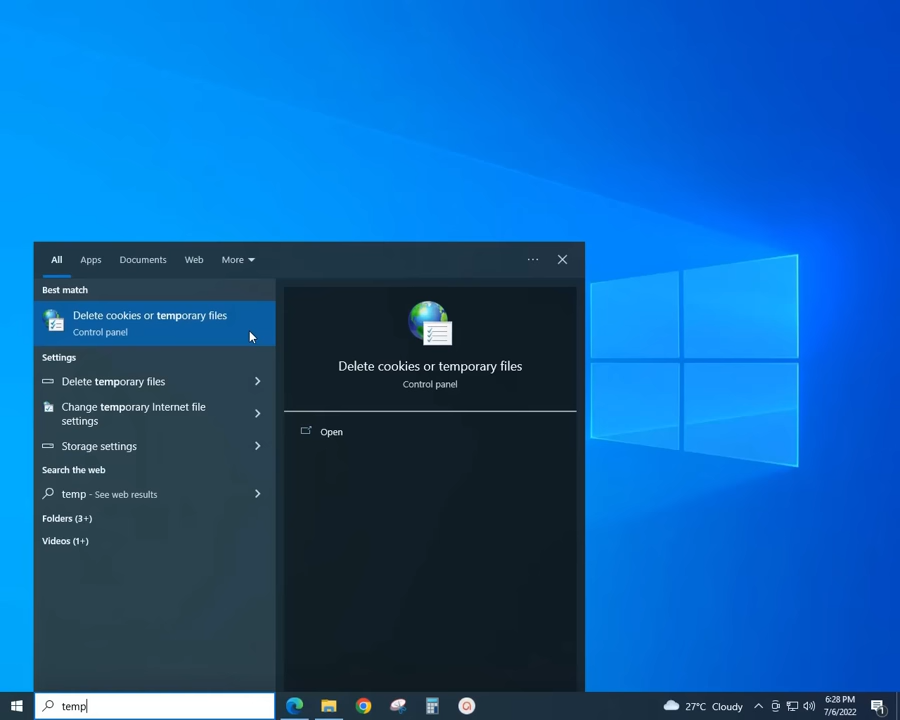 All Apps Documents Web More
Best match
Delete cookies or temporary files
Control panel
Settings
Delete temporary files
Change temporary Internet file
settings
Storage settings
Search the web
temp - See web results
Folders (3+)
Videos (1+)
Delete cookies or temporary files
Control panel
Open
temp
27°C Cloudy
6:28 PM
7/6/2022
1